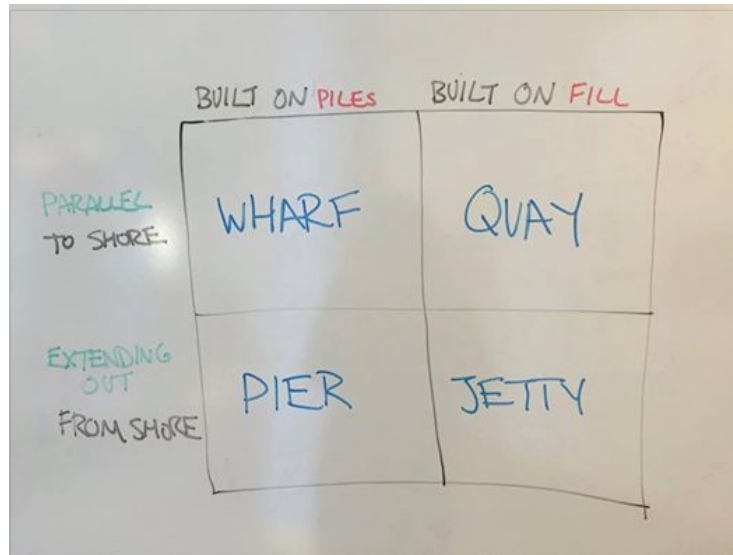 BUILT ON PILES BUILT ON FILL
PARALLEL
TO SHORE
WHARF QUAY
EXTENDING
OUT
FROM SHORE
PIER JETTY